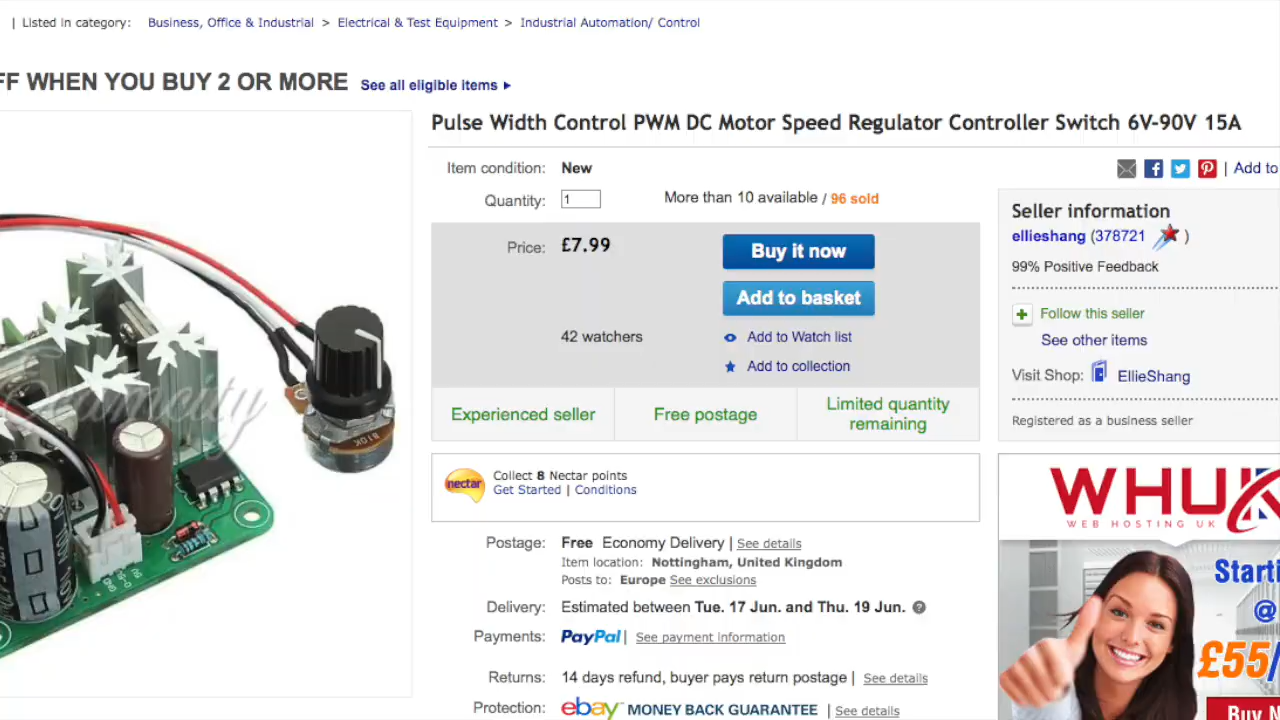 | Listed in category: Business, Office & Industrial > Electrical & Test Equipment > Industrial Automation/ Control
FF WHEN YOU BUY 2 OR MORE See all eligible items ▸
Pulse Width Control PWM DC Motor Speed Regulator Controller Switch 6V-90V 15A
Item condition: New
| Add to
Quantity: 1 More than 10 available / 96 sold
Price: £7.99
Buy it now
Add to basket
42 watchers
Add to Watch list
Add to collection
Experienced seller
Free postage
Limited quantity
remaining
Seller information
ellieshang (378721 )
99% Positive Feedback
Follow this seller
See other items
Visit Shop: EllieShang
Registered as a business seller
nectar
Collect 8 Nectar points
Get Started | Conditions
Postage: Free Economy Delivery | See details
Item location: Nottingham, United Kingdom
Posts to: Europe See exclusions
Delivery: Estimated between Tue. 17 Jun. and Thu. 19 Jun.
Payments: PayPal | See payment information
Returns: 14 days refund, buyer pays return postage | See details
Protection: ebay MONEY BACK GUARANTEE | See details
WHUK
WEB HOSTING UK
Starti
@
£55/
Buy N
B10K